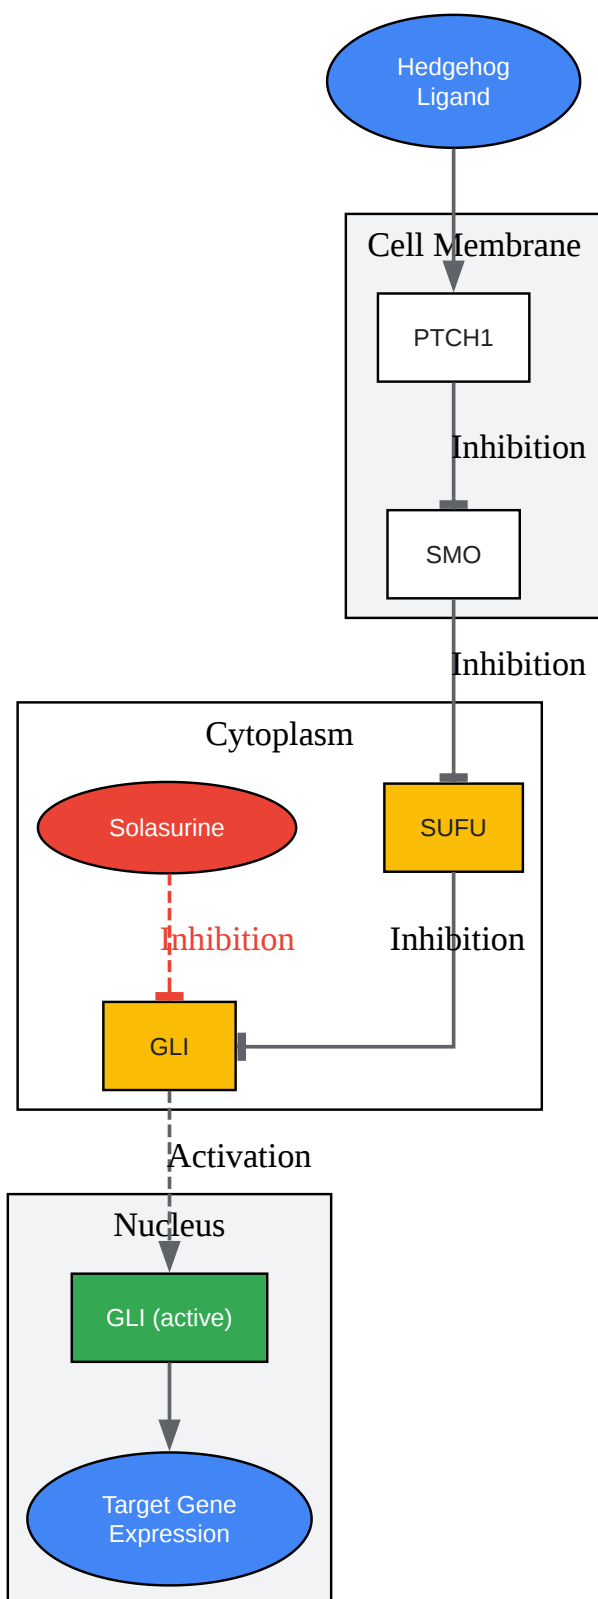 Hedgehog
Ligand
Cell Membrane
PTCH1
Inhibition
SMO
Inhibition
Cytoplasm
Solasurine
SUFU
Inhibition
Inhibition
GLI
Activation
Nucleus
GLI (active)
Target Gene
Expression